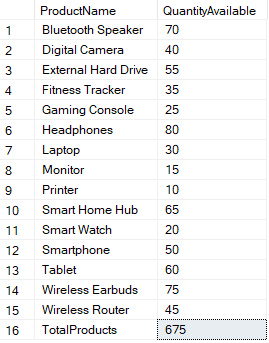 ProductName QuantityAvailable
1 Bluetooth Speaker 70
2 Digital Camera 40
3 External Hard Drive 55
4 Fitness Tracker 35
5 Gaming Console 25
6 Headphones 80
7 Laptop 30
8 Monitor 15
9 Printer 10
10 Smart Home Hub 65
11 Smart Watch 20
12 Smartphone 50
13 Tablet 60
14 Wireless Earbuds 75
15 Wireless Router 45
16 TotalProducts 675